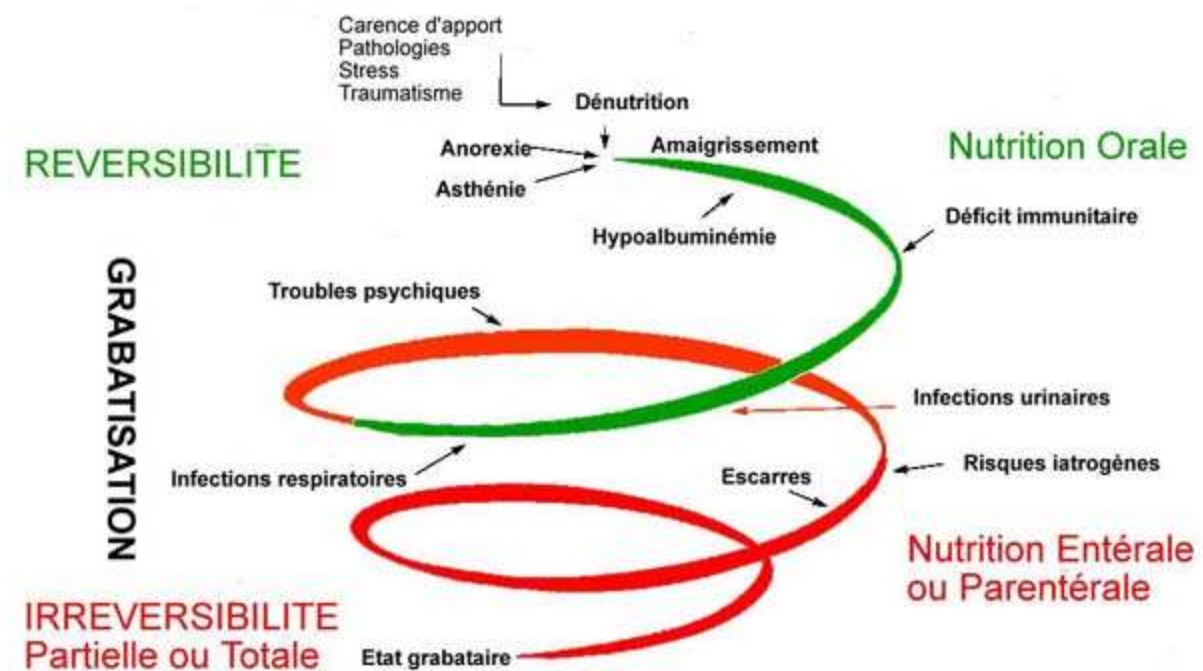 Carence d'apport
Pathologies
Stress
Traumatisme
Dénutrition
REVERSIBILITE
Anorexie
Amaigrissement
Nutrition Orale
Asthénie
Hypoalbuminémie
Déficit immunitaire
GRABATISATION
Troubles psychiques
Infections urinaires
Infections respiratoires
Escarres
Risques iatrogènes
Nutrition Entérale
ou Parentérale
IRREVERSIBILITE
Partielle ou Totale
Etat grabataire